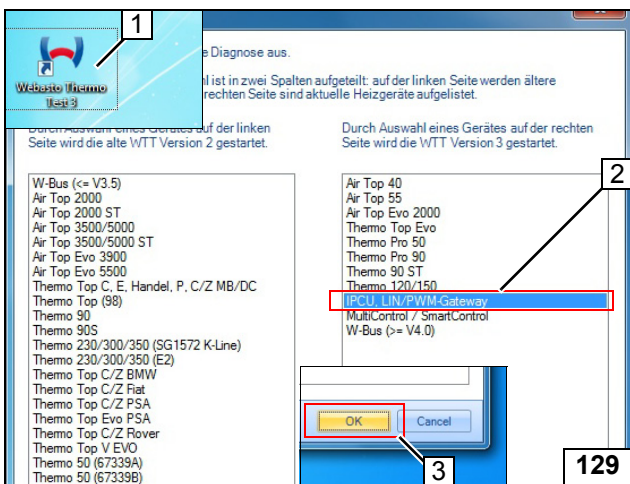 1
Webasto Thermo
Test 3
e Diagnose aus.
l ist in zwei Spalten aufgeteilt: auf der linken Seite werden ältere
rechten Seite sind aktuelle Heizgeräte aufgelistet.
Durch Auswahl eines Gerätes auf der linken
Seite wird die alte WTT Version 2 gestartet.
Durch Auswahl eines Gerätes auf der rechten
Seite wird die WTT Version 3 gestartet.
2
W-Bus (<= V3.5)
Air Top 2000
Air Top 2000 ST
Air Top 3500/5000
Air Top 3500/5000 ST
Air Top Evo 3900
Air Top Evo 5500
Thermo Top C, E, Handel, P, C/Z MB/DC
Thermo Top (98)
Thermo 90
Thermo 90S
Thermo 230/300/350 (SG1572 K-Line)
Thermo 230/300/350 (E2)
Thermo Top C/Z BMW
Thermo Top C/Z Fiat
Thermo Top C/Z PSA
Thermo Top Evo PSA
Thermo Top C/Z Rover
Thermo Top V EVO
Thermo 50 (67339A)
Thermo 50 (67339B)
Air Top 40
Air Top 55
Air Top Evo 2000
Thermo Top Evo
Thermo Pro 50
Thermo Pro 90
Thermo 90 ST
Thermo 120/150
IPCU, LIN/PWM-Gateway
MultiControl / SmartControl
W-Bus (>= V4.0)
OK
Cancel
3
129